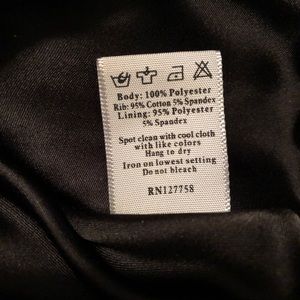 Body: 100% Polyester
Rib: 95% Cotton 5% Spandex
Lining: 95% Polyester
5% Spandex
Spot clean with cool cloth
with like colors
Hang to dry
Iron on lowest setting
Do not bleach
RN127758